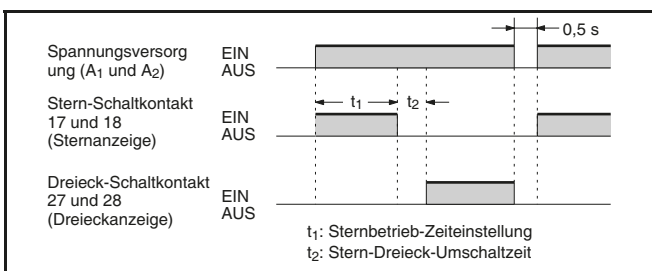 0,5 s
Spannungsversorg
ung (A₁ und A₂)
EIN
AUS
Stern-Schaltkontakt
17 und 18
(Sternanzeige)
EIN
AUS
t₁
t₂
Dreieck-Schaltkontakt
27 und 28
(Dreieckanzeige)
EIN
AUS
t₁: Sternbetrieb-Zeiteinstellung
t₂: Stern-Dreieck-Umschaltzeit